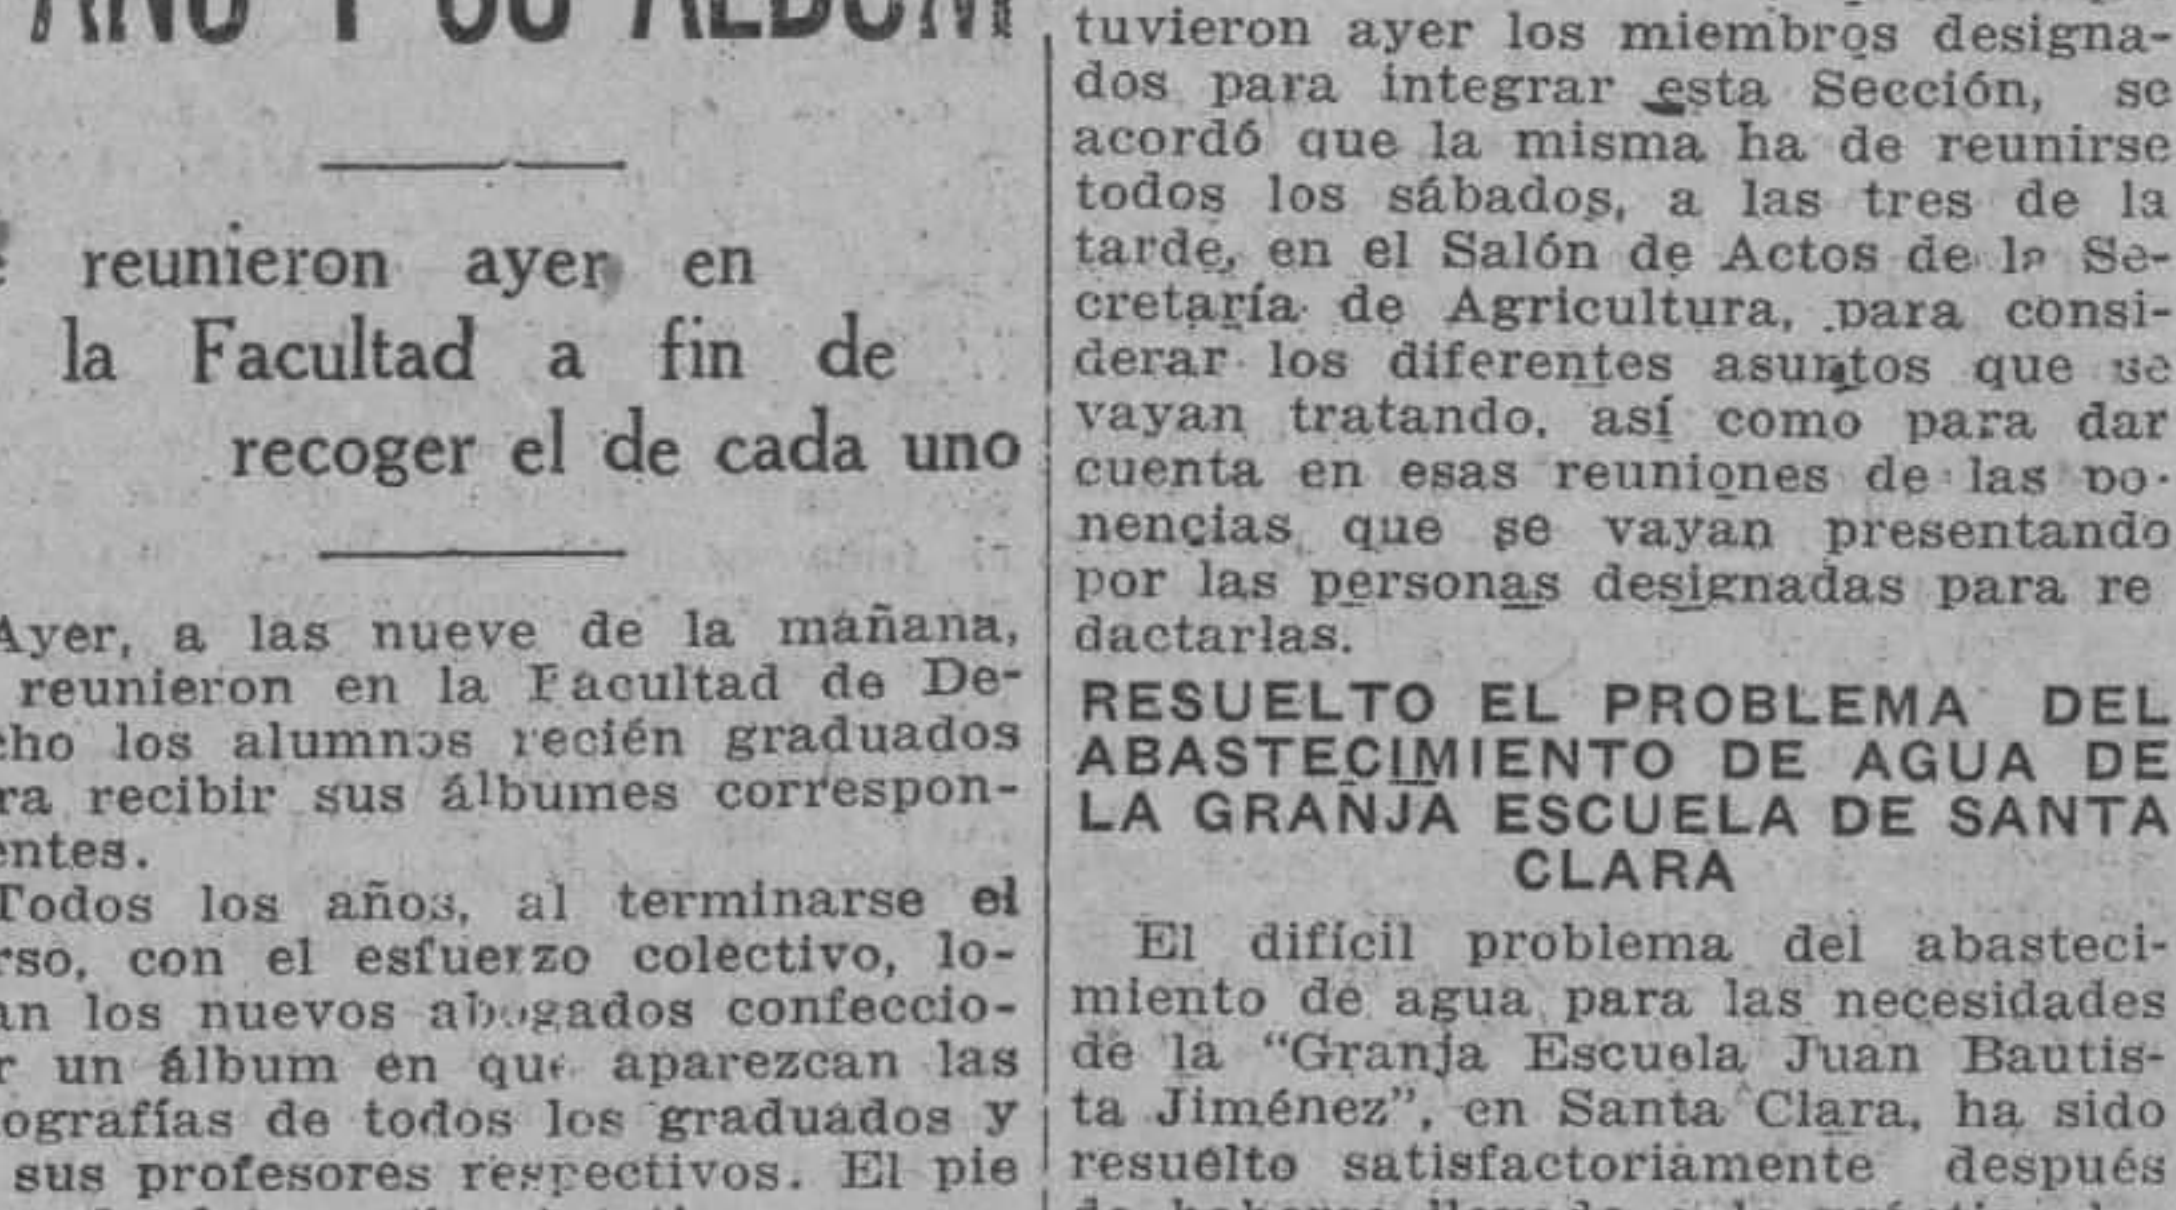 AÑO Y SU ALBUM
reunieron ayer en
la Facultad a fin de
recoger el de cada uno
Ayer, a las nueve de la mañana,
reunieron en la Facultad de De-
cho los alumnos recién graduados
ra recibir sus álbumes correspon-
entes.
Todos los años, al terminarse el
rso, con el esfuerzo colectivo, lo-
an los nuevos abogados confeccio-
r un álbum en que aparezcan las
ografías de todos los graduados y
sus profesores respectivos. El pie
tuvieron ayer los miembros designa-
dos para integrar esta Sección, se
acordó que la misma ha de reunirse
todos los sábados, a las tres de la
tarde, en el Salón de Actos de la Se-
cretaría de Agricultura, para consi-
derar los diferentes asuntos que se
vayan tratando, así como para dar
cuenta en esas reuniones de las po-
nencias que se vayan presentando
por las personas designadas para re
dactarlas.
RESUELTO EL PROBLEMA DEL
ABASTECIMIENTO DE AGUA DE
LA GRANJA ESCUELA DE SANTA
CLARA
El difícil problema del abasteci-
miento de agua para las necesidades
de la “Granja Escuela Juan Bautis-
ta Jiménez”, en Santa Clara, ha sido
resuelto satisfactoriamente después